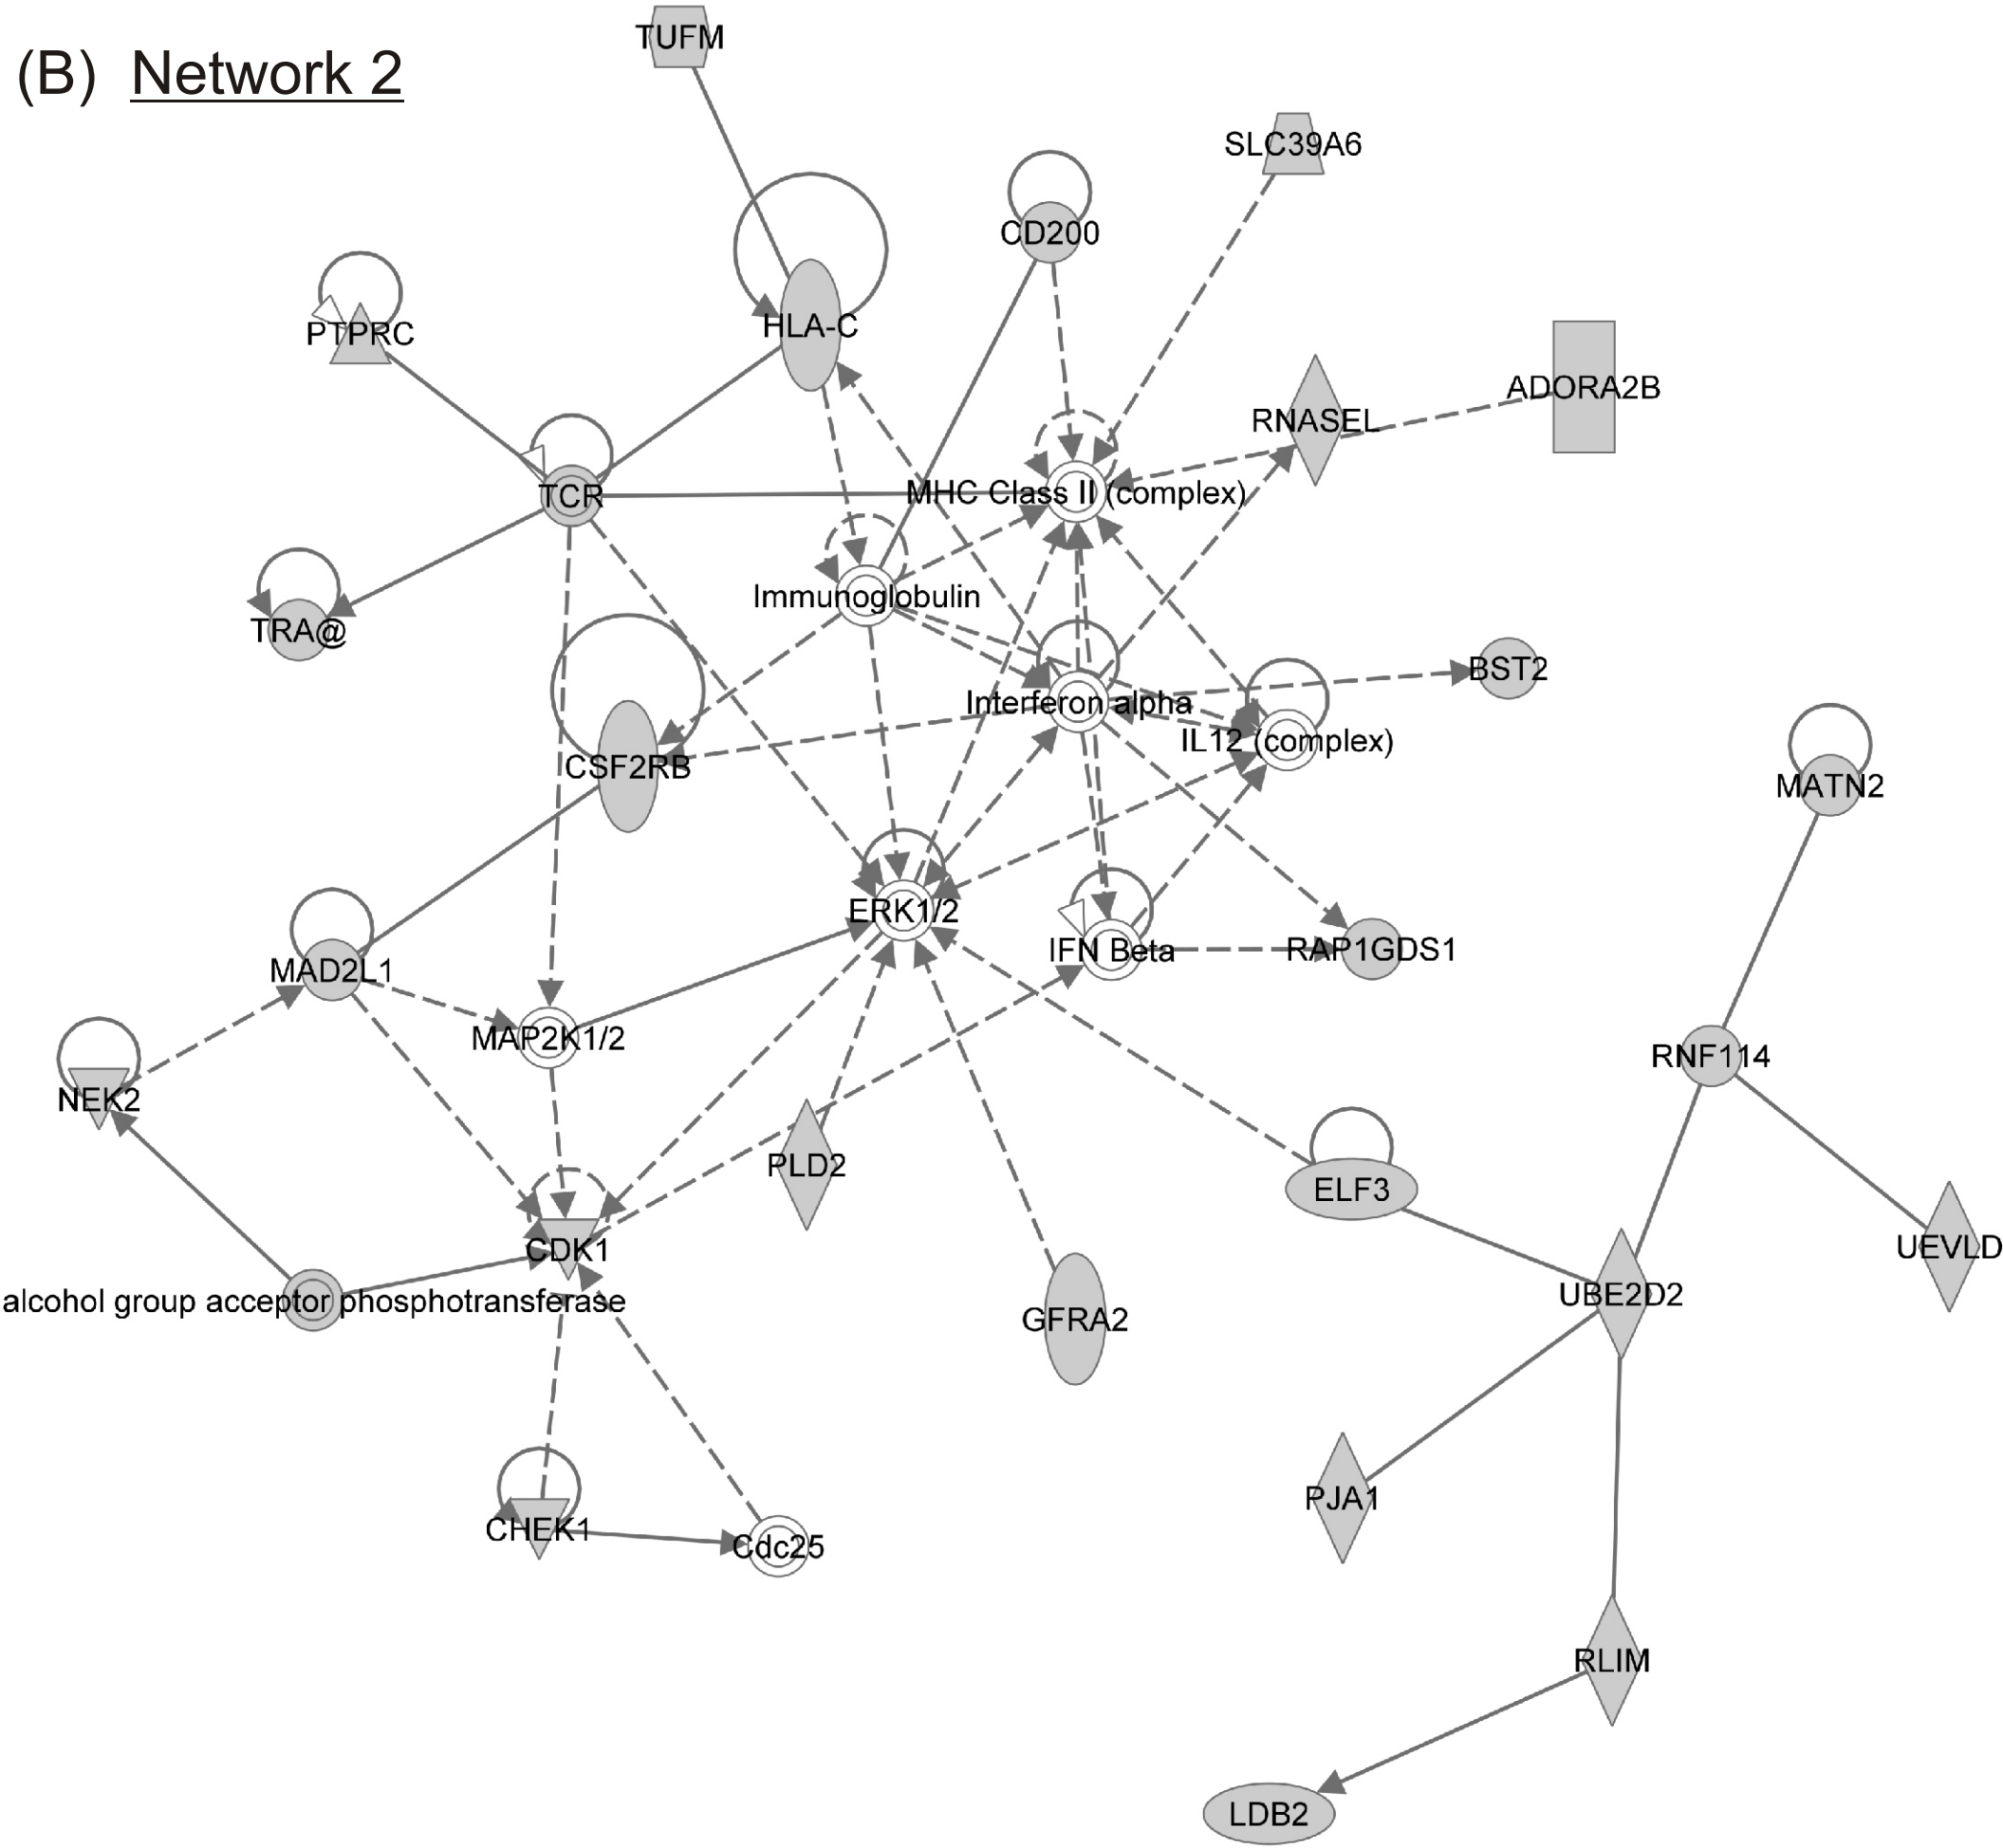 TUFM
(B) Network 2
SLC39A6
CD200
HLA-C
PTPRC
ADORA2B
RNASEL
TCR
MHC Class II (complex)
Immunoglobulin
TRA@
BST2
Interferon alpha
IL12 (complex)
CSF2RB
MATN2
ERK1/2
IFN Beta
RAP1GDS1
MAD2L1
MAP2K1/2
RNF114
NEK2
PLD2
ELF3
UEVLD
CDK1
UBE2D2
alcohol group acceptor phosphotransferase
GFRA2
PJA1
CHEK1
Cdc25
RLIM
LDB2